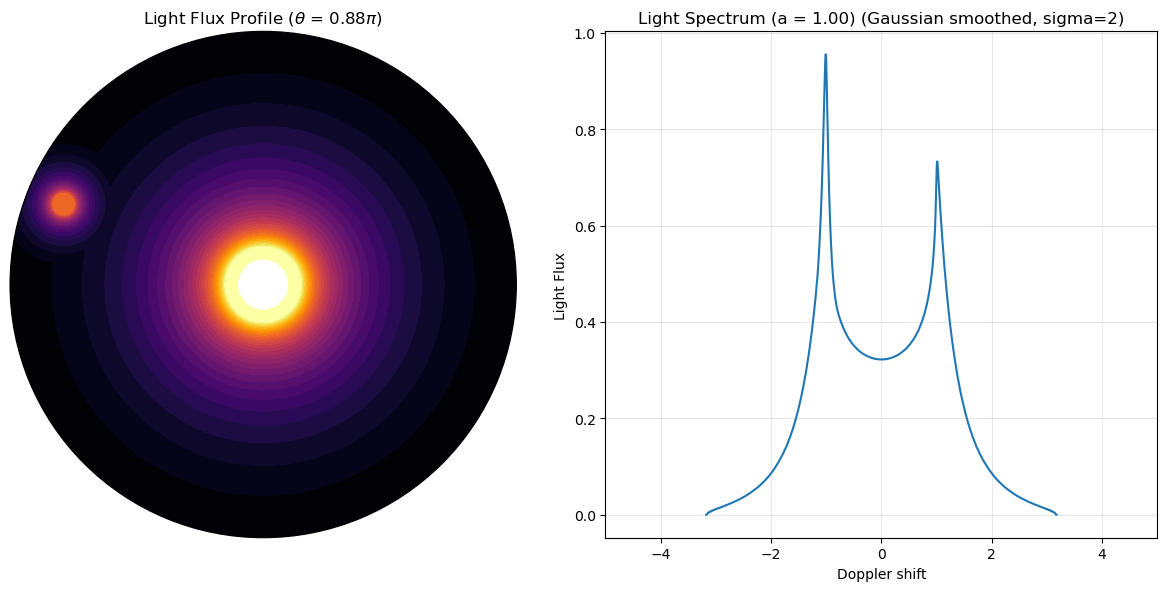 Light Flux Profile (θ = 0.88π)
Light Spectrum (a = 1.00) (Gaussian smoothed, sigma=2)
1.0
0.8
0.6
0.4
0.2
0.0
Light Flux
−4
−2
0
2
4
Doppler shift